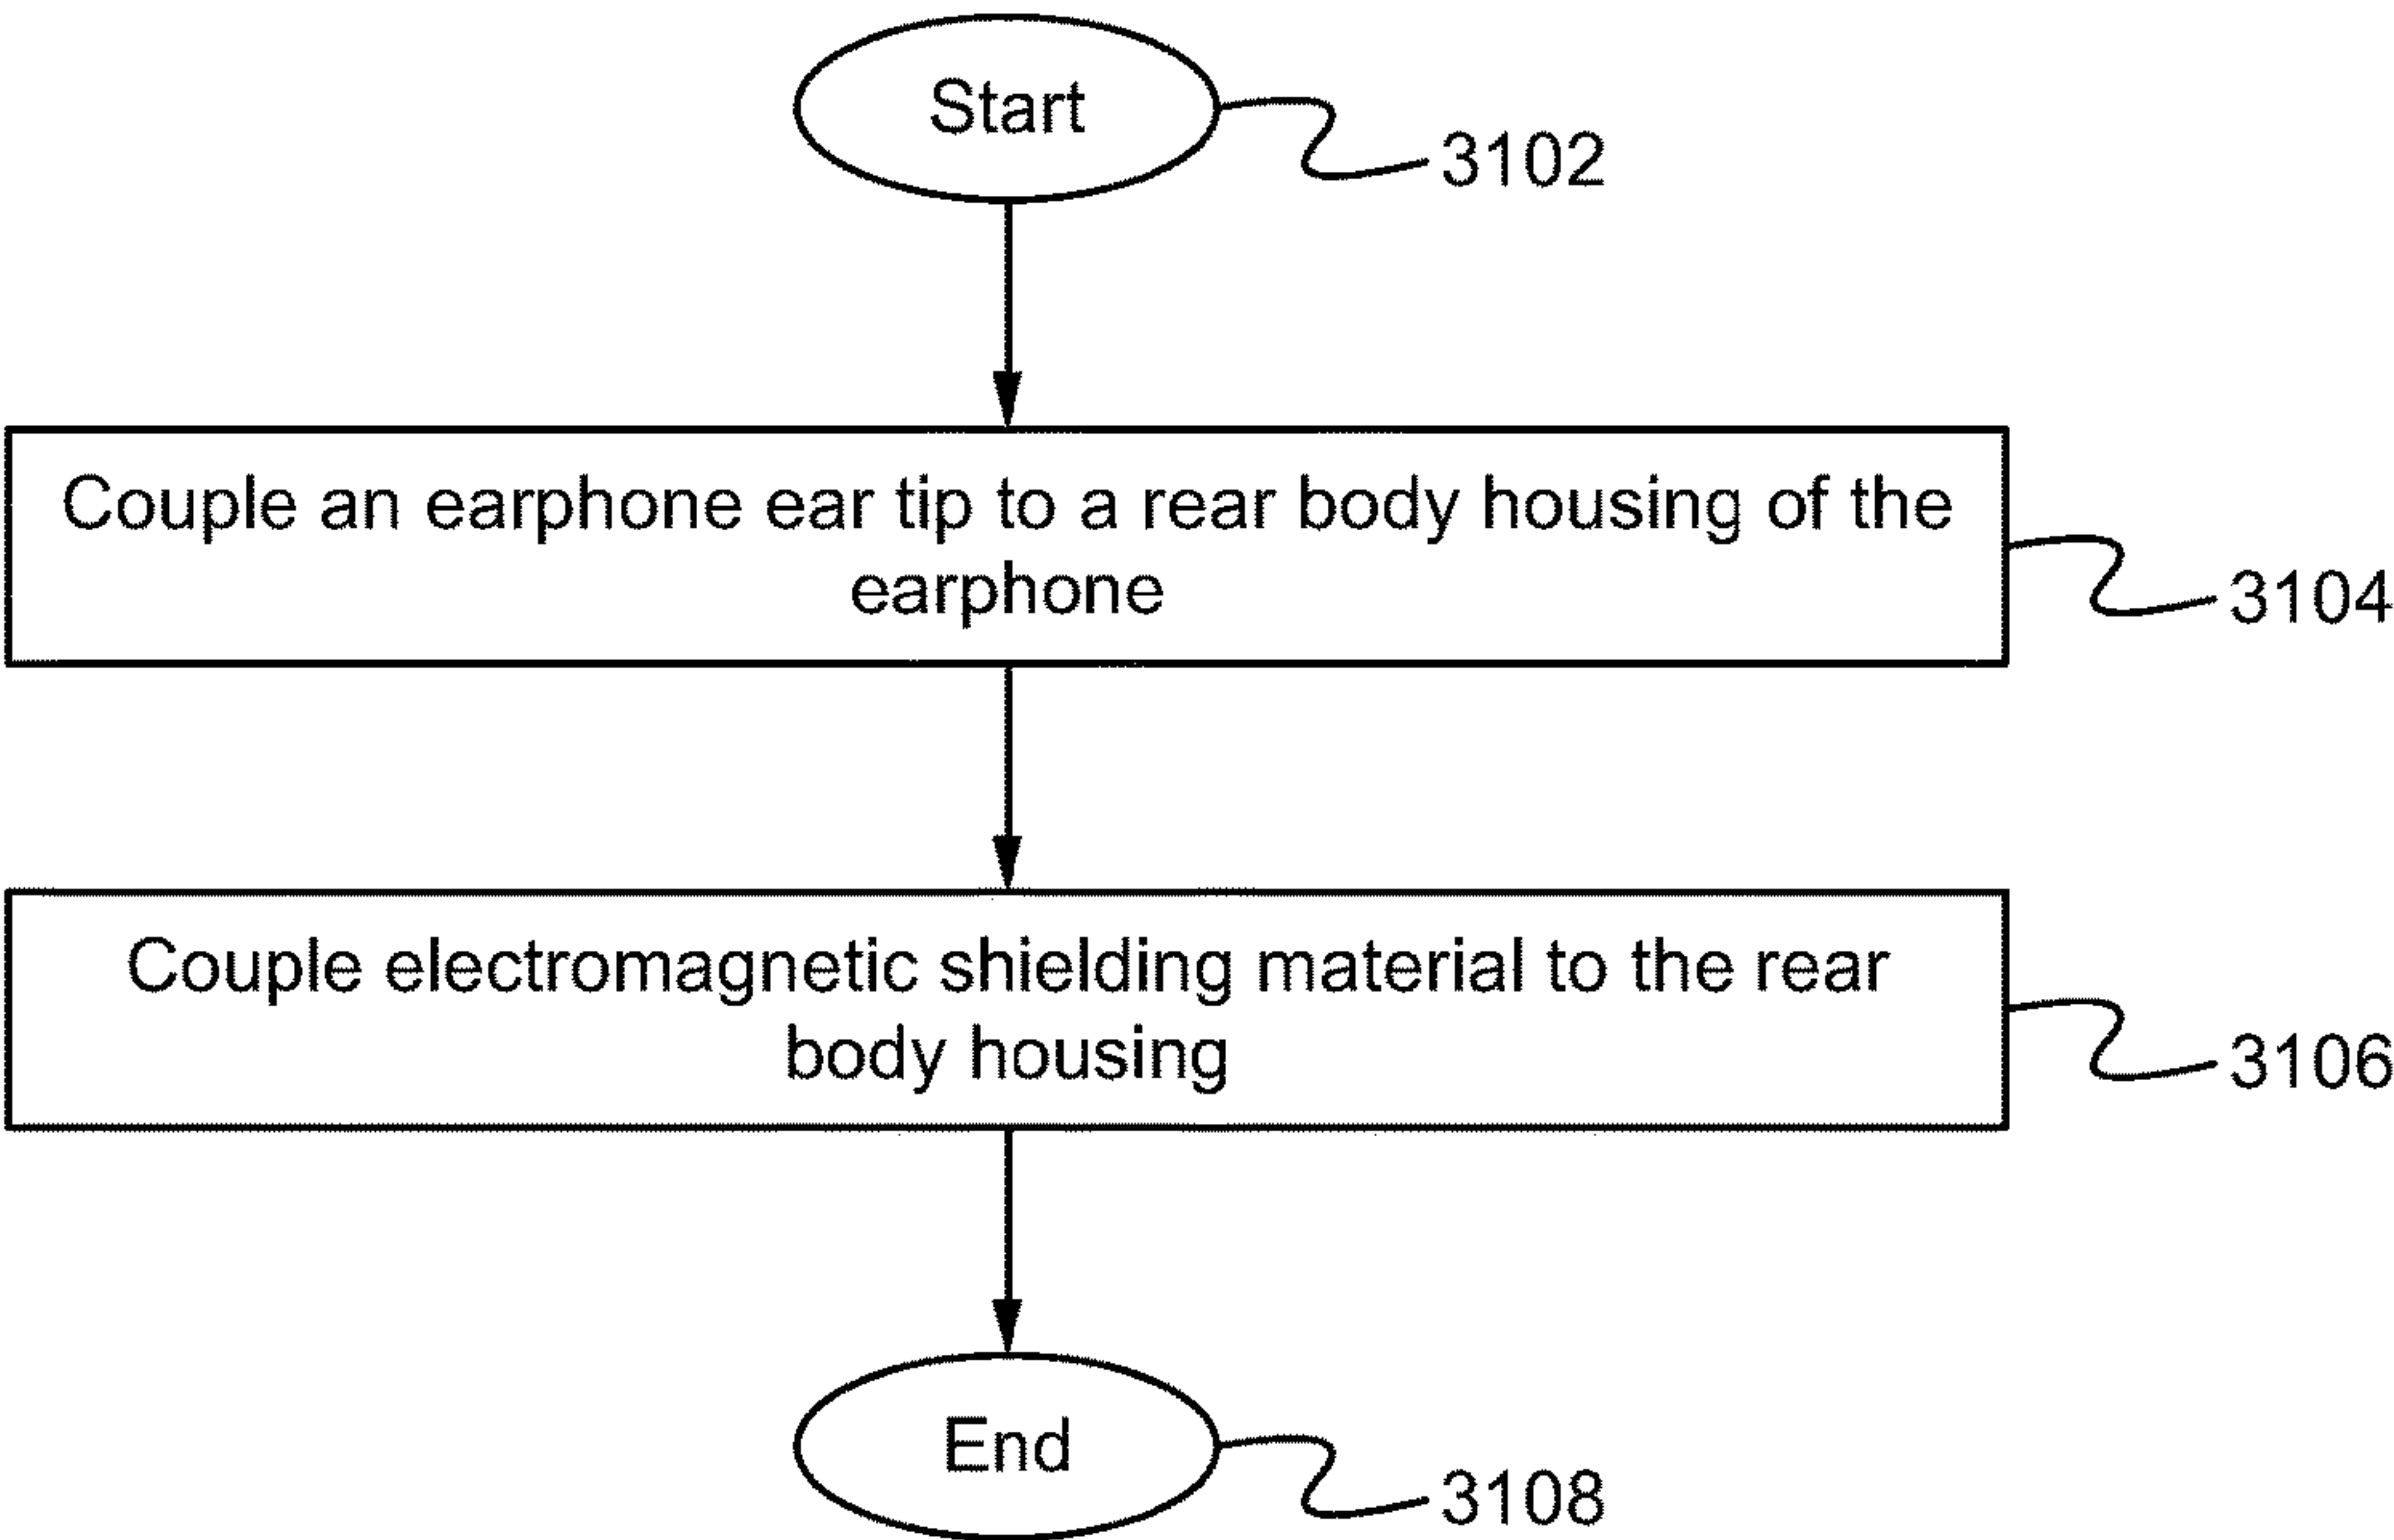 Start
3102
Couple an earphone ear tip to a rear body housing of the
earphone
3104
Couple electromagnetic shielding material to the rear
body housing
3106
End
3108